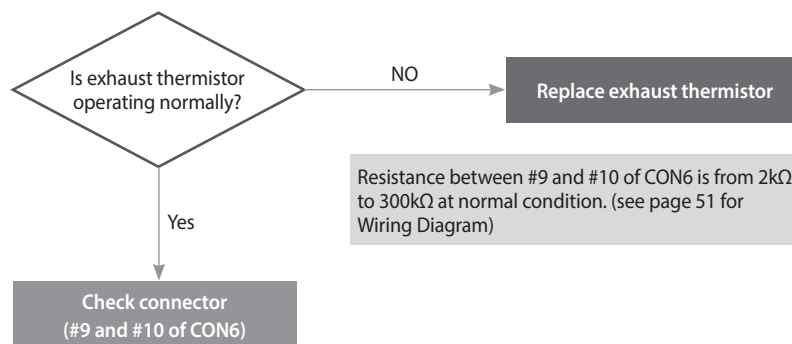 Is exhaust thermistor
operating normally?
NO
Replace exhaust thermistor
Resistance between #9 and #10 of CON6 is from 2kΩ
to 300kΩ at normal condition. (see page 51 for
Wiring Diagram)
Yes
Check connector
(#9 and #10 of CON6)